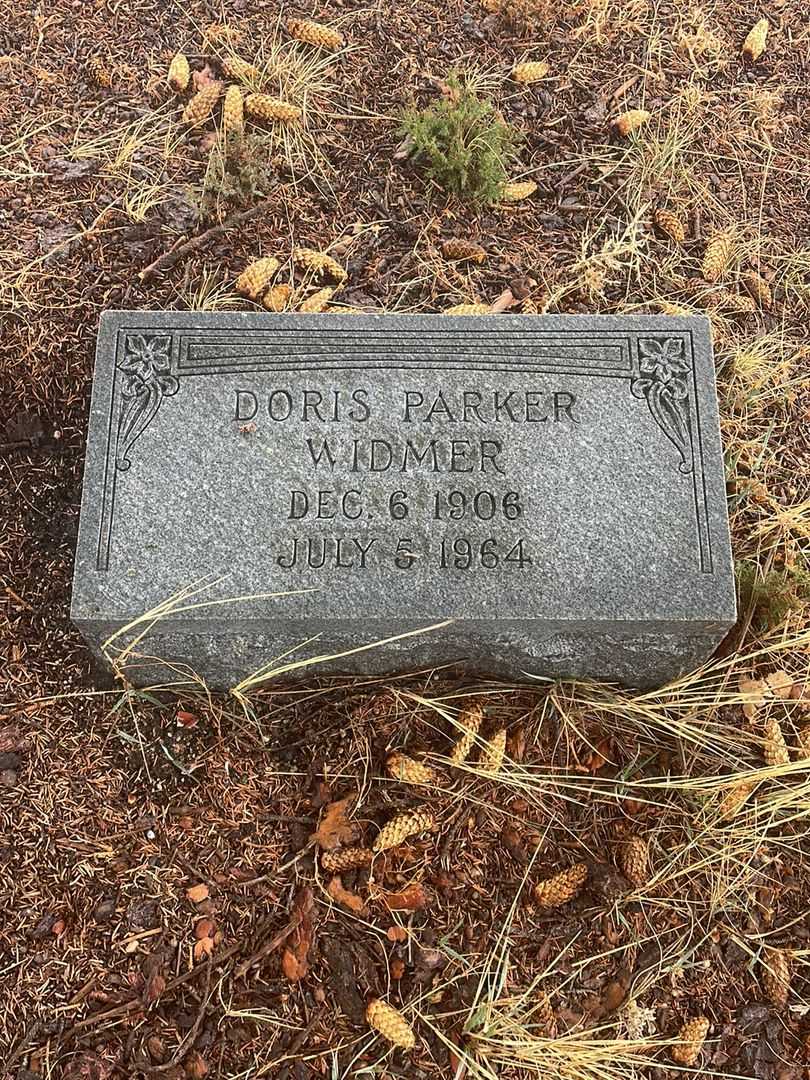 DORIS PARKER
WIDMER
DEC. 6 1906
JULY 5 1964